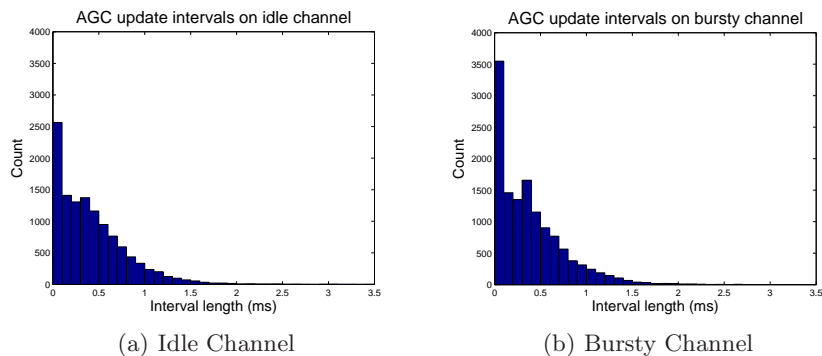 AGC update intervals on idle channel
4000
3500
3000
2500
2000
1500
1000
500
0
Count
0 0.5 1 1.5 2 2.5 3 3.5
Interval length (ms)
(a) Idle Channel
AGC update intervals on bursty channel
4000
3500
3000
2500
2000
1500
1000
500
0
Count
0 0.5 1 1.5 2 2.5 3 3.5
Interval length (ms)
(b) Bursty Channel